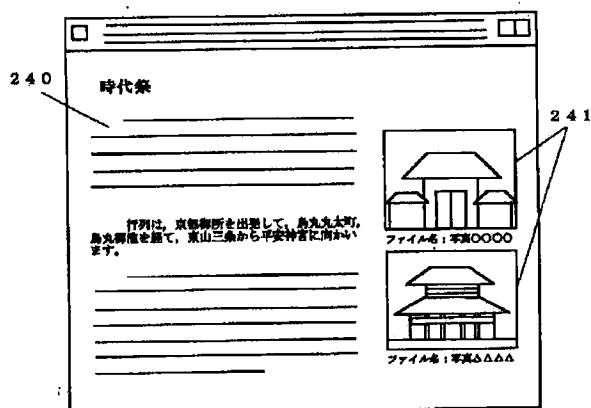 240
時代祭
241
行列は,京都御所を出発して,烏丸丸太町,
烏丸御池を経て,東山三条から平安神宮に向かい
ます。
ファイル名:写真○○○○
ファイル名:写真△△△△